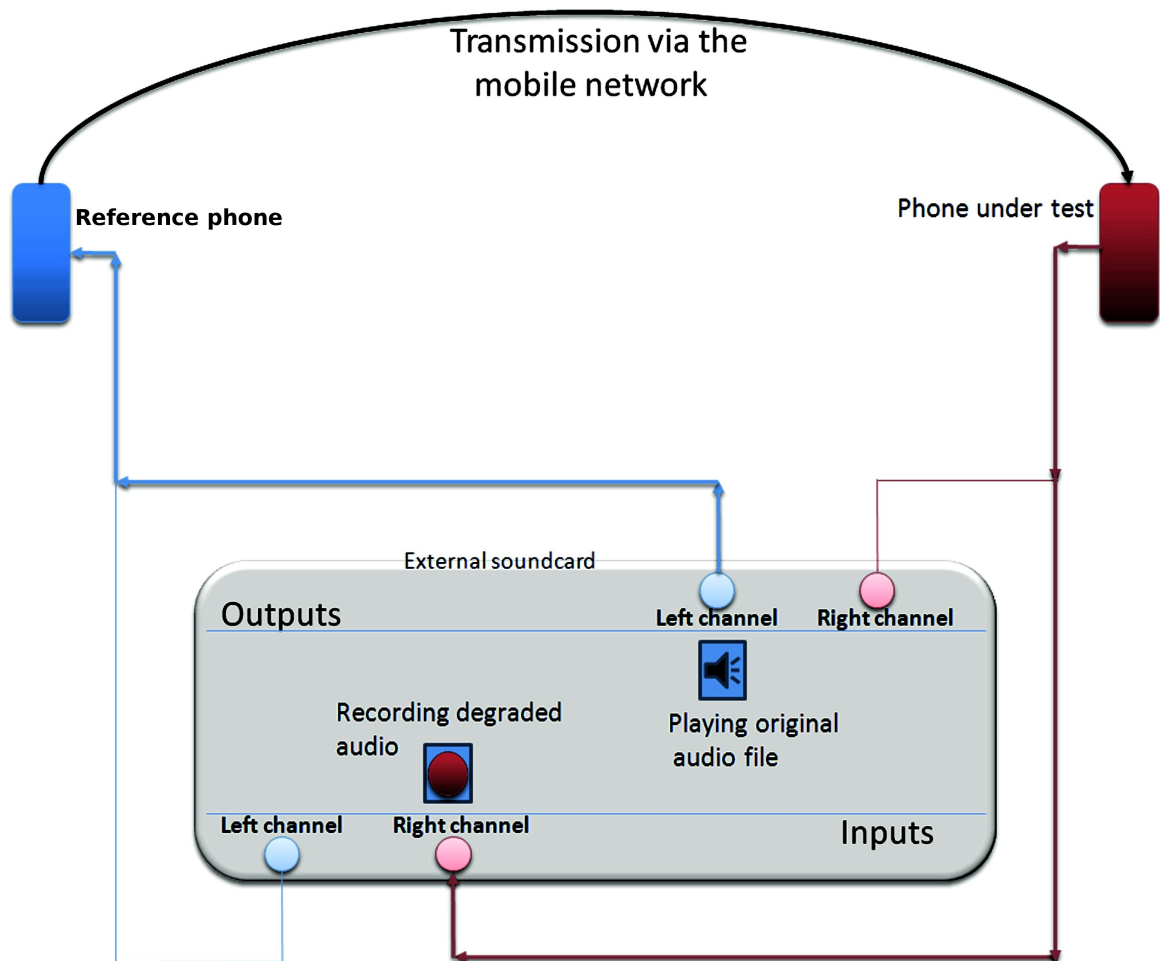 Transmission via the
mobile network
Reference phone
Phone under test
External soundcard
Outputs
Left channel
Right channel
Recording degraded
audio
Playing original
audio file
Left channel
Right channel
Inputs